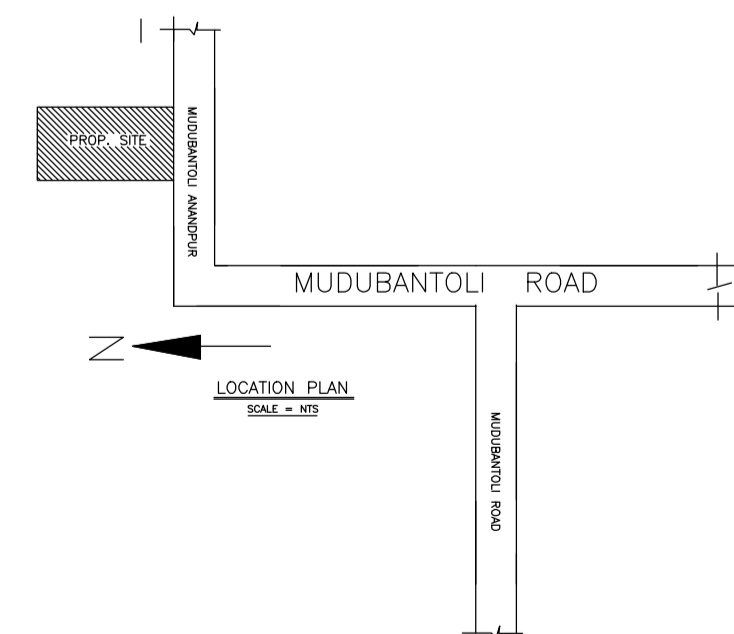 PROP. SITE
MUDUBANTOLI ANANDPUR
MUDUBANTOLI ROAD
N
LOCATION PLAN
SCALE = NTS
MUDUBANTOLI ROAD